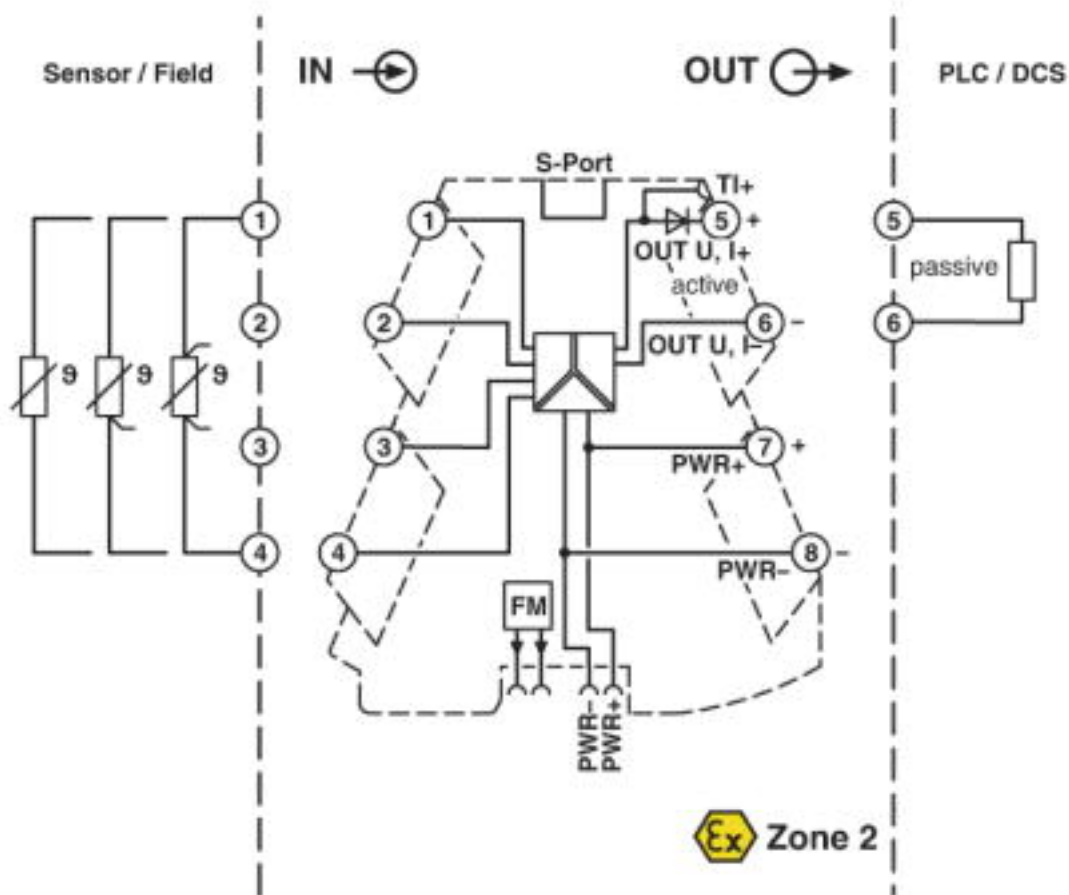 Sensor / Field
IN
OUT
PLC / DCS
S-Port
TI+
1
1
5 +
5
OUT U, I+
active
passive
2
2
6 –
6
OUT U, I–
ϑ
ϑ
ϑ
3
3
7 +
PWR+
4
4
8 –
PWR–
FM
PWR–
PWR+
Ex Zone 2